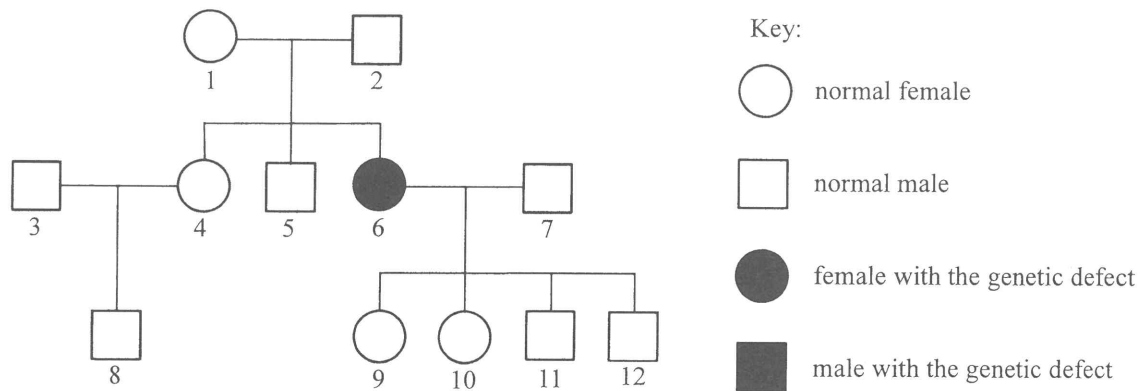 Key:
1
2
normal female
3
4
5
6
7
normal male
female with the genetic defect
8
9
10
11
12
male with the genetic defect